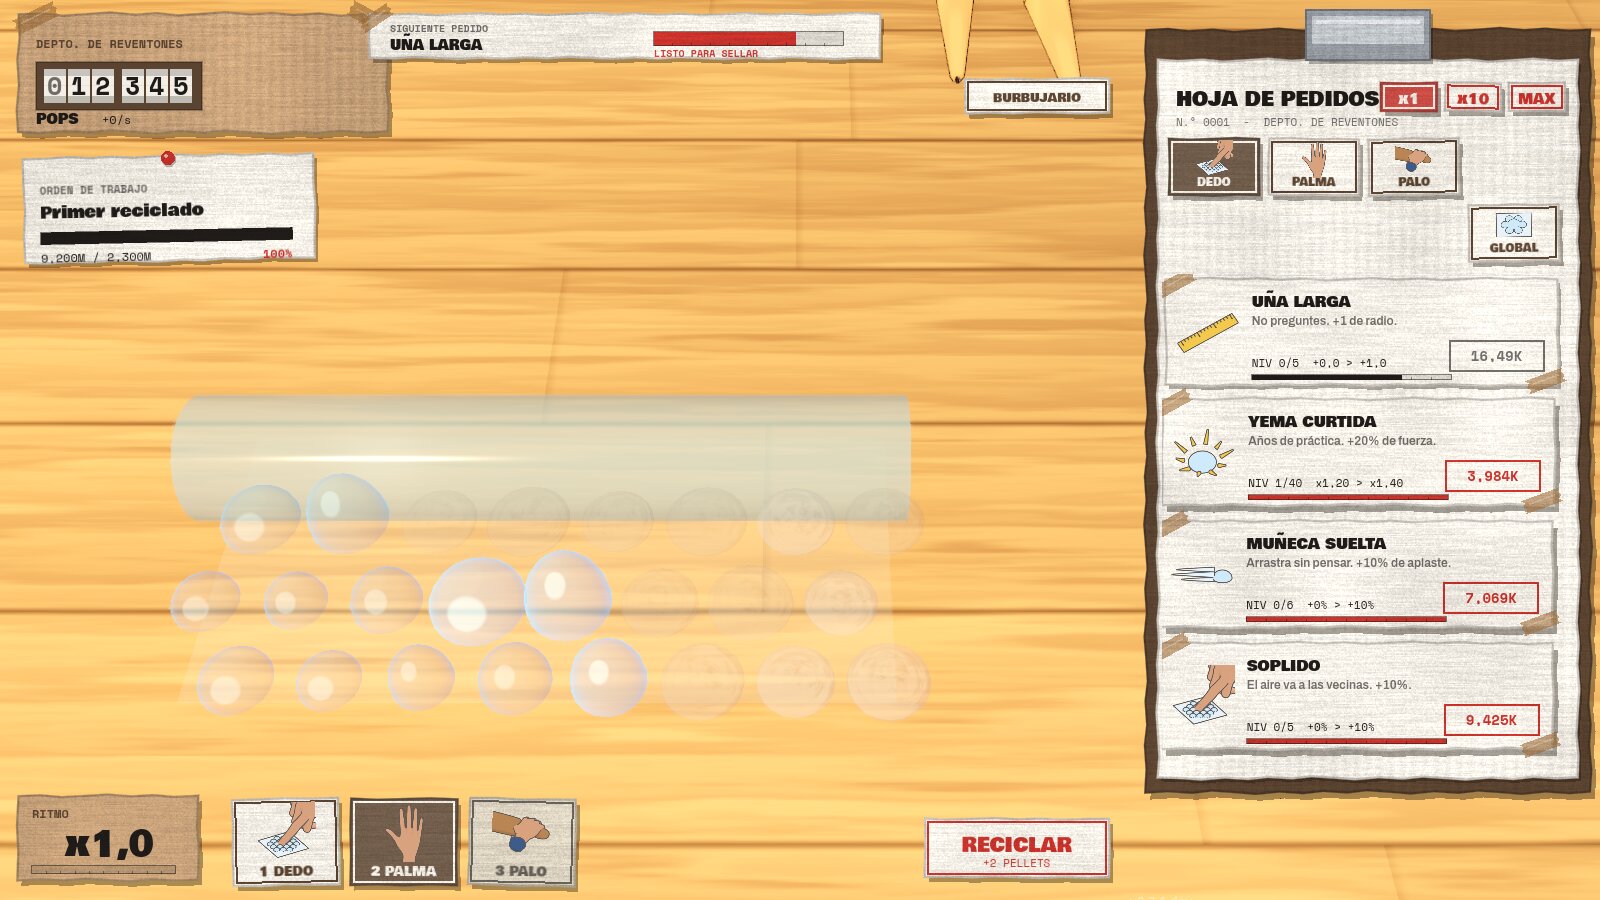 DEPTO. DE REVENTONES
012345
POPS +0/s
SIGUIENTE PEDIDO
UÑA LARGA
LISTO PARA SELLAR
BURBUJARIO
ORDEN DE TRABAJO
Primer reciclado
9,200M / 2,300M 100%
HOJA DE PEDIDOS x1 x10 MAX
N.° 0001 - DEPTO. DE REVENTONES
DEDO PALMA PALO
GLOBAL
UÑA LARGA
No preguntes. +1 de radio.
NIV 0/5 +0,0 > +1,0 16,49K
YEMA CURTIDA
Años de práctica. +20% de fuerza.
NIV 1/40 x1,20 > x1,40 3,984K
MUÑECA SUELTA
Arrastra sin pensar. +10% de aplaste.
NIV 0/6 +0% > +10% 7,069K
SOPLIDO
El aire va a las vecinas. +10%.
NIV 0/5 +0% > +10% 9,425K
RITMO
x1,0
1 DEDO 2 PALMA 3 PALO
RECICLAR
+2 PELLETS